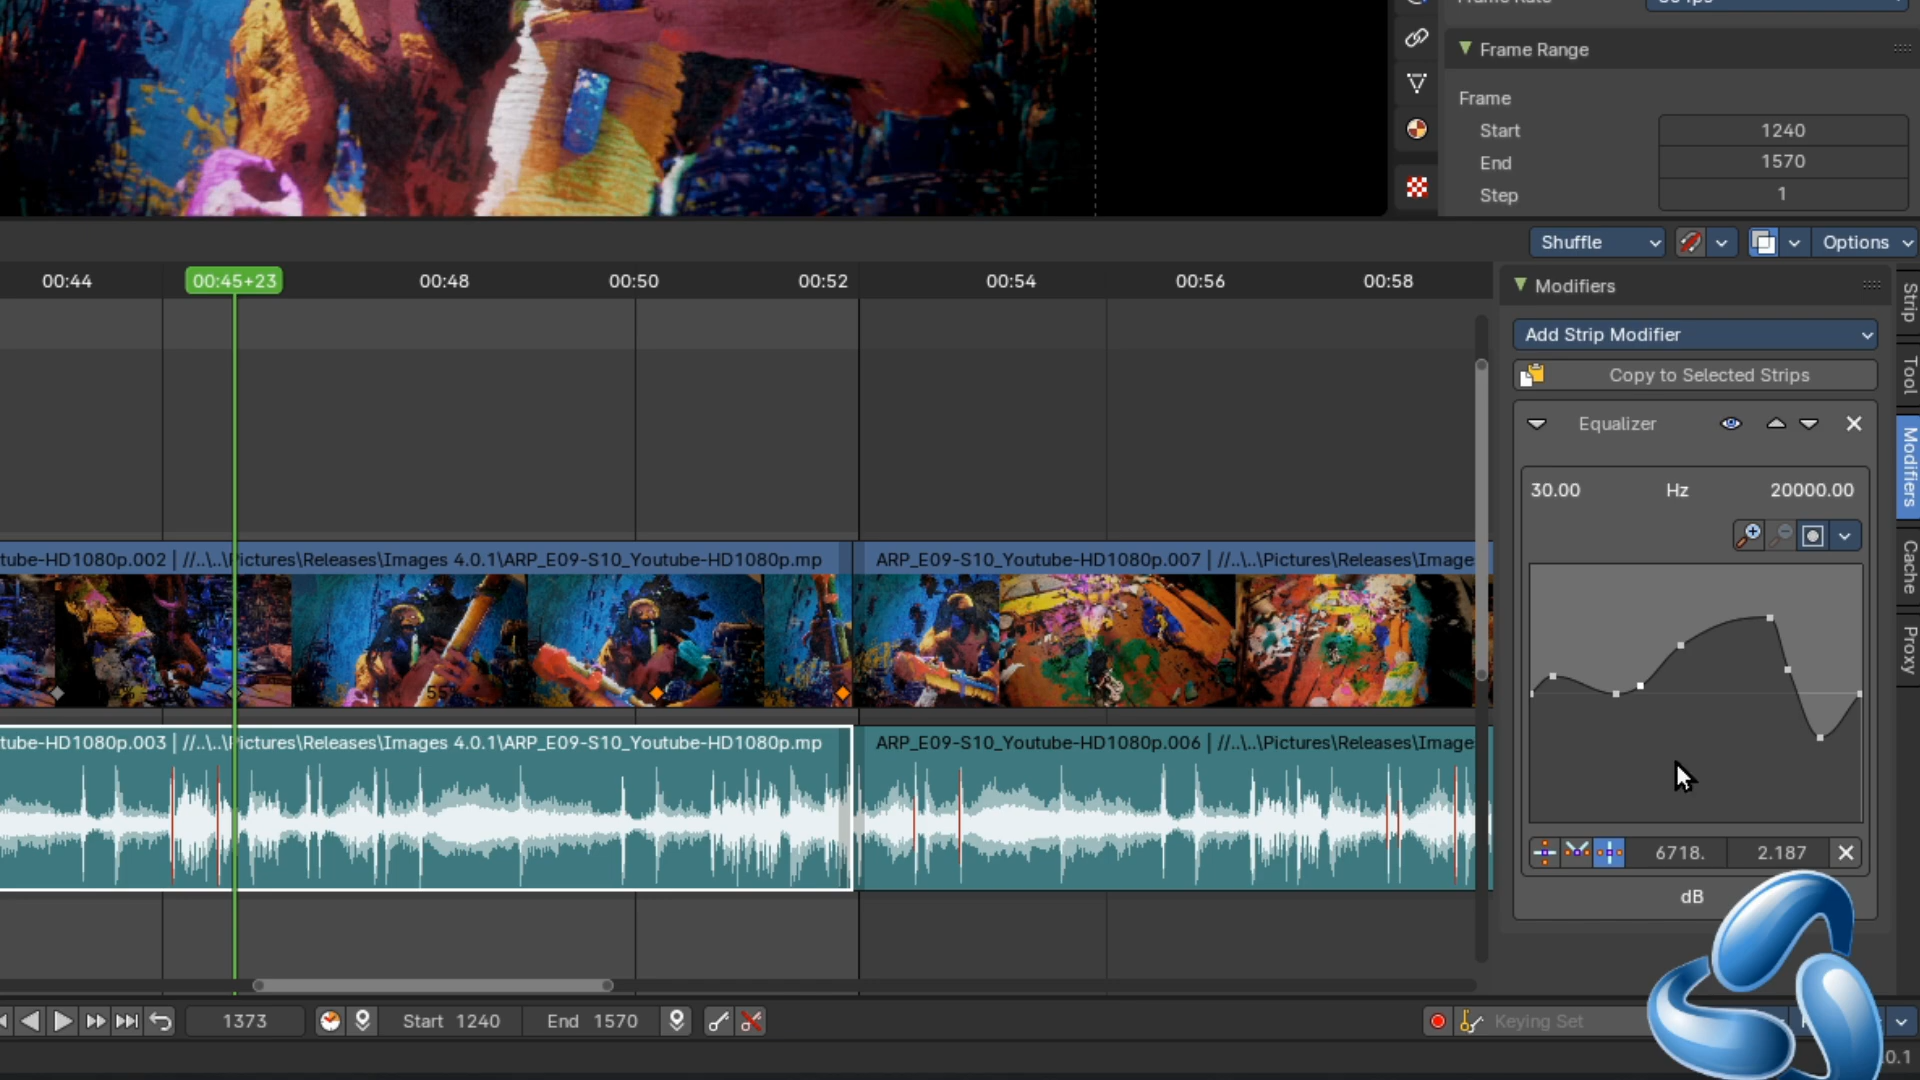 Frame Range
Frame
Start 1240
End 1570
Step 1
Shuffle
Options
00:44
00:45+23
00:48
00:50
00:52
00:54
00:56
00:58
Modifiers
Add Strip Modifier
Copy to Selected Strips
Equalizer
30.00 Hz 20000.00
6718. 2.187
dB
Strip
Tool
Modifiers
Cache
Proxy
tube-HD1080p.002 | //..\..\Pictures\Releases\Images 4.0.1\ARP_E09-S10_Youtube-HD1080p.mp
ARP_E09-S10_Youtube-HD1080p.007 | //..\..\Pictures\Releases\Image
tube-HD1080p.003 | //..\..\Pictures\Releases\Images 4.0.1\ARP_E09-S10_Youtube-HD1080p.mp
ARP_E09-S10_Youtube-HD1080p.006 | //..\..\Pictures\Releases\Image
1373
Start 1240
End 1570
Keying Set
0.1